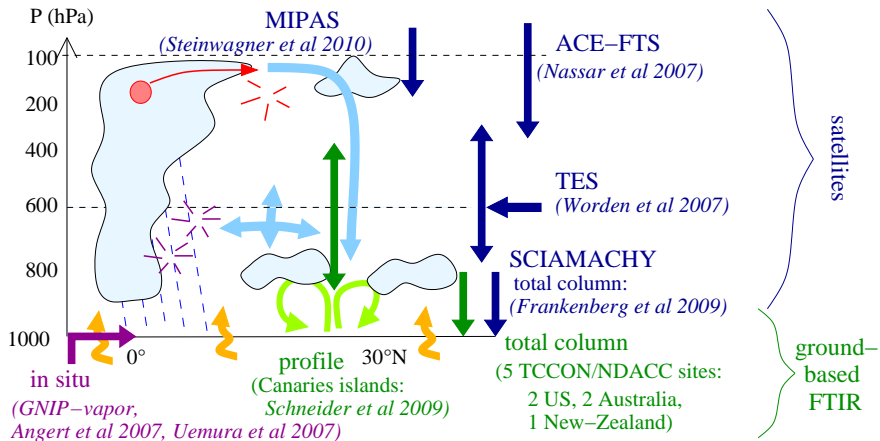 P (hPa)
100
200
400
600
800
1000
0°
30°N
MIPAS
(Steinwagner et al 2010)
ACE–FTS
(Nassar et al 2007)
TES
(Worden et al 2007)
SCIAMACHY
total column:
(Frankenberg et al 2009)
satellites
in situ
(GNIP–vapor,
Angert et al 2007, Uemura et al 2007)
profile
(Canaries islands:
Schneider et al 2009)
total column
(5 TCCON/NDACC sites:
2 US, 2 Australia,
1 New–Zealand)
ground–
based
FTIR